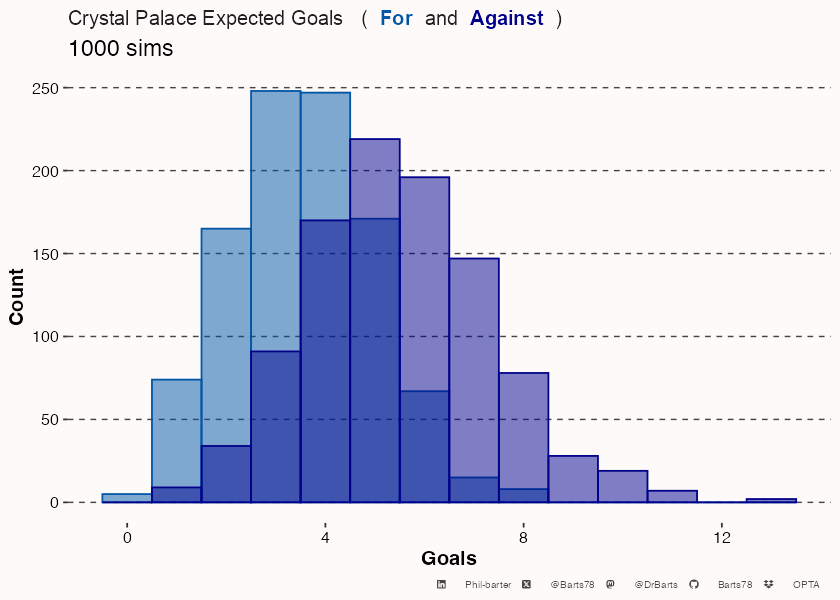 Crystal Palace Expected Goals ( For and Against )
1000 sims
250
200
150
100
50
0
Count
0 4 8 12
Goals
Phil-barter @Barts78 @DrBarts Barts78 OPTA